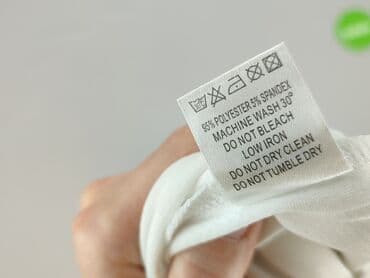 95% POLYESTER 5% SPANDEX
MACHINE WASH 30°
DO NOT BLEACH
LOW IRON
DO NOT DRY CLEAN
DO NOT TUMBLE DRY